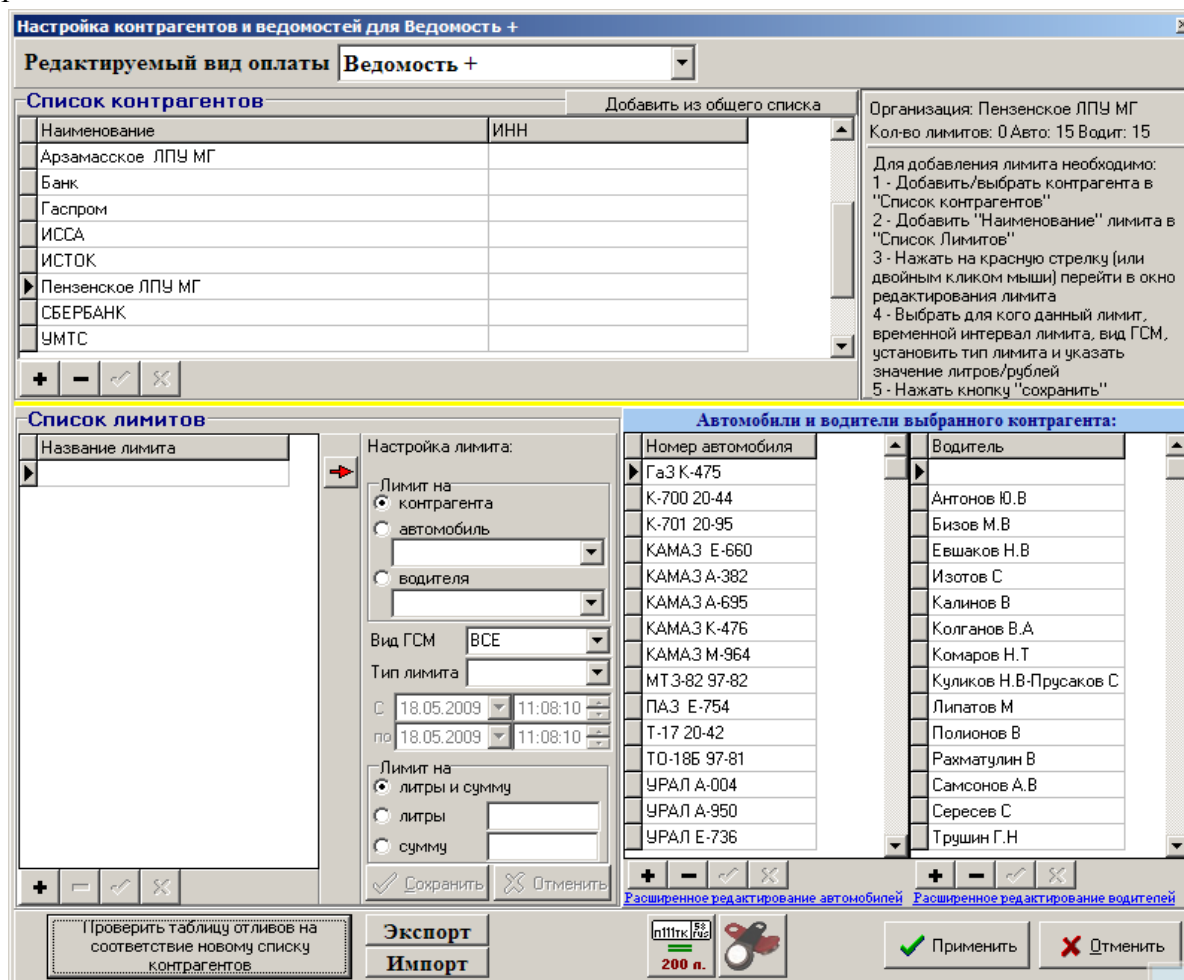 Настройка контрагентов и ведомостей для Ведомость +
Редактируемый вид оплаты Ведомость +
Список контрагентов
Добавить из общего списка
Наименование ИНН
Арзамасское ЛПУ МГ
Банк
Гаспром
ИССА
ИСТОК
Пензенское ЛПУ МГ
СБЕРБАНК
УМТС
Организация: Пензенское ЛПУ МГ
Кол-во лимитов: 0 Авто: 15 Водит: 15
Для добавления лимита необходимо:
1 - Добавить/выбрать контрагента в
"Список контрагентов"
2 - Добавить "Наименование" лимита в
"Список Лимитов"
3 - Нажать на красную стрелку (или
двойным кликом мыши) перейти в окно
редактирования лимита
4 - Выбрать для кого данный лимит,
временной интервал лимита, вид ГСМ,
установить тип лимита и указать
значение литров/рублей
5 - Нажать кнопку "сохранить"
Список лимитов
Название лимита
Настройка лимита:
Лимит на
контрагента
автомобиль
водителя
Вид ГСМ ВСЕ
Тип лимита
С 18.05.2009 11:08:10
по 18.05.2009 11:08:10
Лимит на
литры и сумму
литры
сумму
Сохранить Отменить
Автомобили и водители выбранного контрагента:
Номер автомобиля
ГаЗ К-475
К-700 20-44
К-701 20-95
КАМАЗ Е-660
КАМАЗ А-382
КАМАЗ А-695
КАМАЗ К-476
КАМАЗ М-964
МТЗ-82 97-82
ПАЗ Е-754
Т-17 20-42
ТО-18Б 97-81
УРАЛ А-004
УРАЛ А-950
УРАЛ Е-736
Расширенное редактирование автомобилей
Водитель
Антонов Ю.В
Бизов М.В
Евшаков Н.В
Изотов С
Калинов В
Колганов В.А
Комаров Н.Т
Куликов Н.В-Прусаков С
Липатов М
Полионов В
Рахматулин В
Самсонов А.В
Сересев С
Трушин Г.Н
Расширенное редактирование водителей
Проверить таблицу отливов на
соответствие новому списку
контрагентов
Экспорт
Импорт
п111тк 58 rus
200 л.
Применить
Отменить